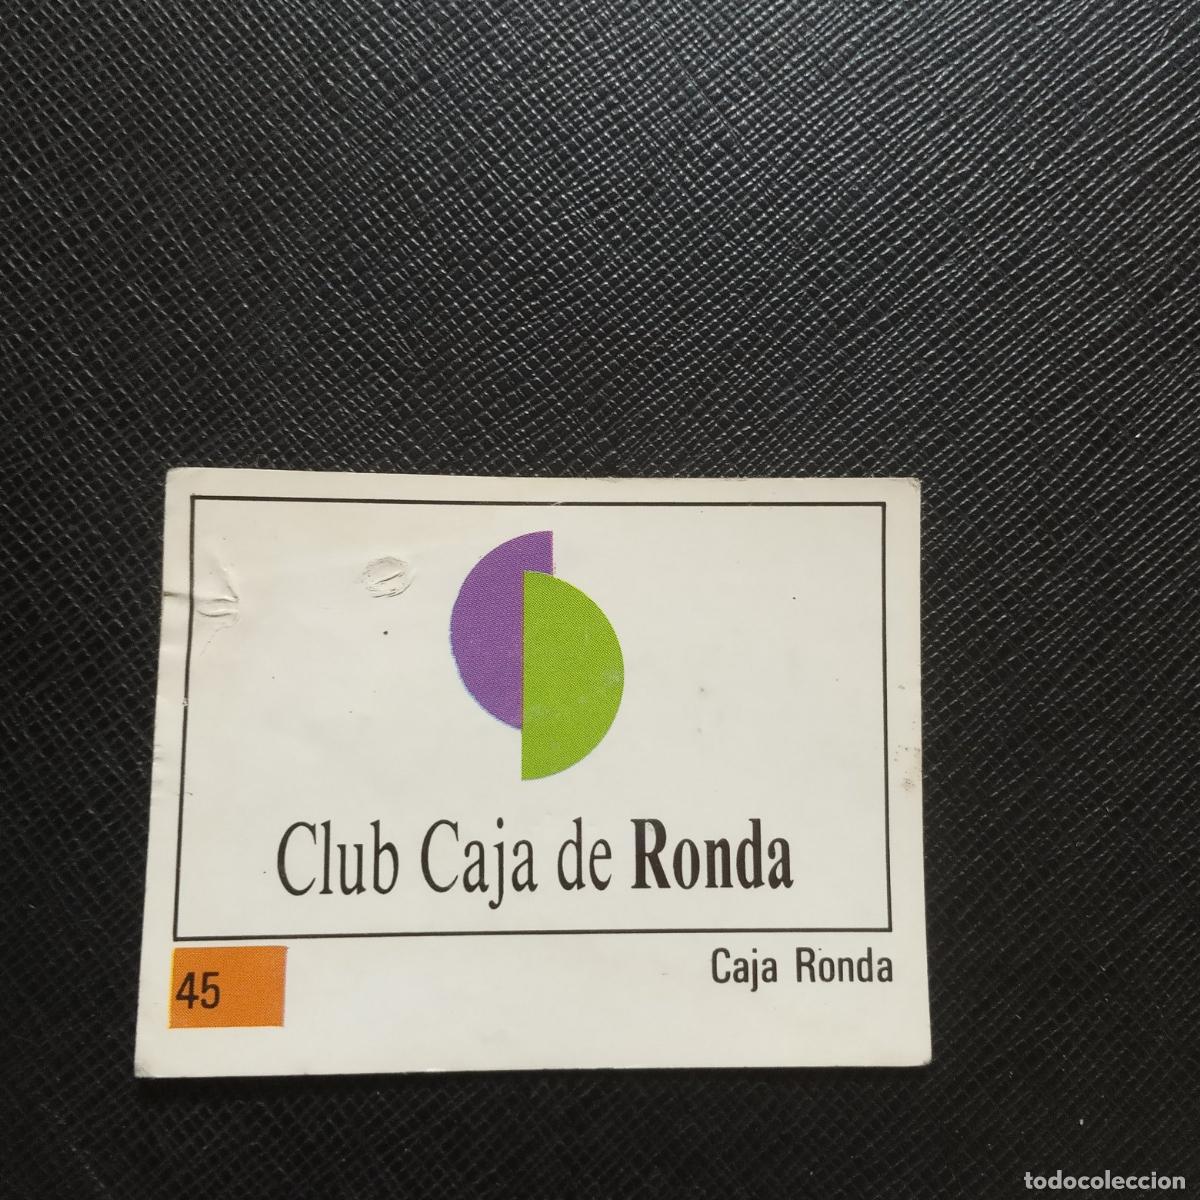 Club Caja de Ronda
45
Caja Ronda
todocoleccion